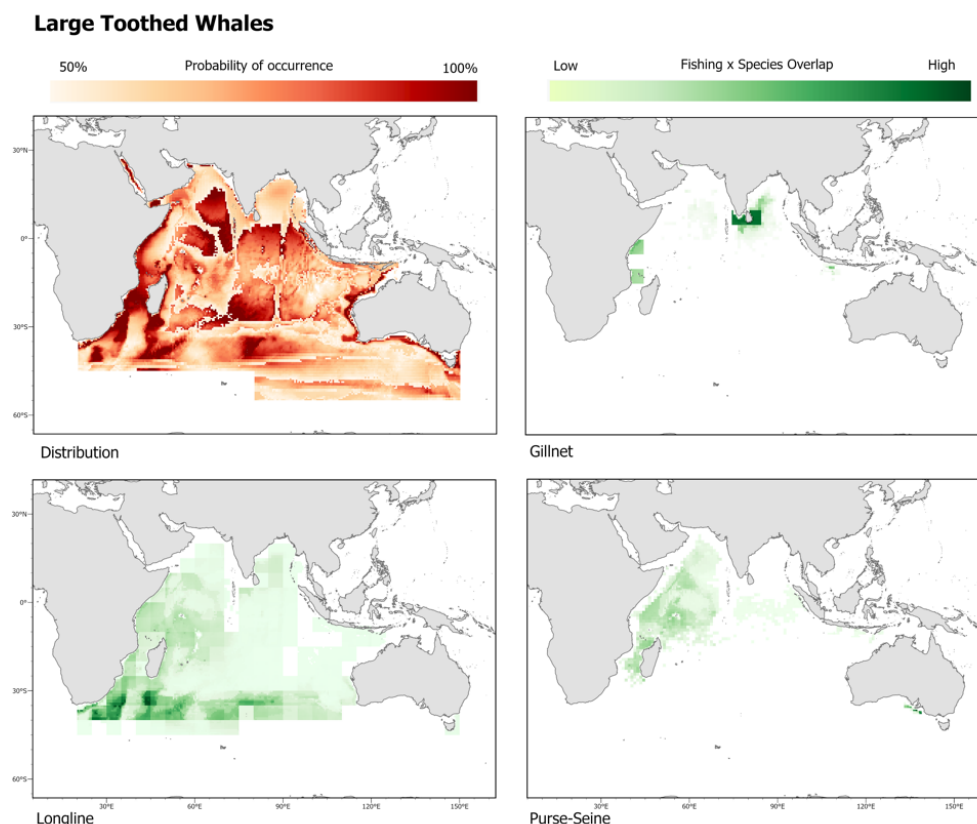 Large Toothed Whales
50% Probability of occurrence 100%
Low Fishing x Species Overlap High
30°N
0°
30°S
60°S
Distribution
Gillnet
30°N
0°
30°S
60°S
30°E 60°E 90°E 120°E 150°E
30°E 60°E 90°E 120°E 150°E
Longline
Purse-Seine